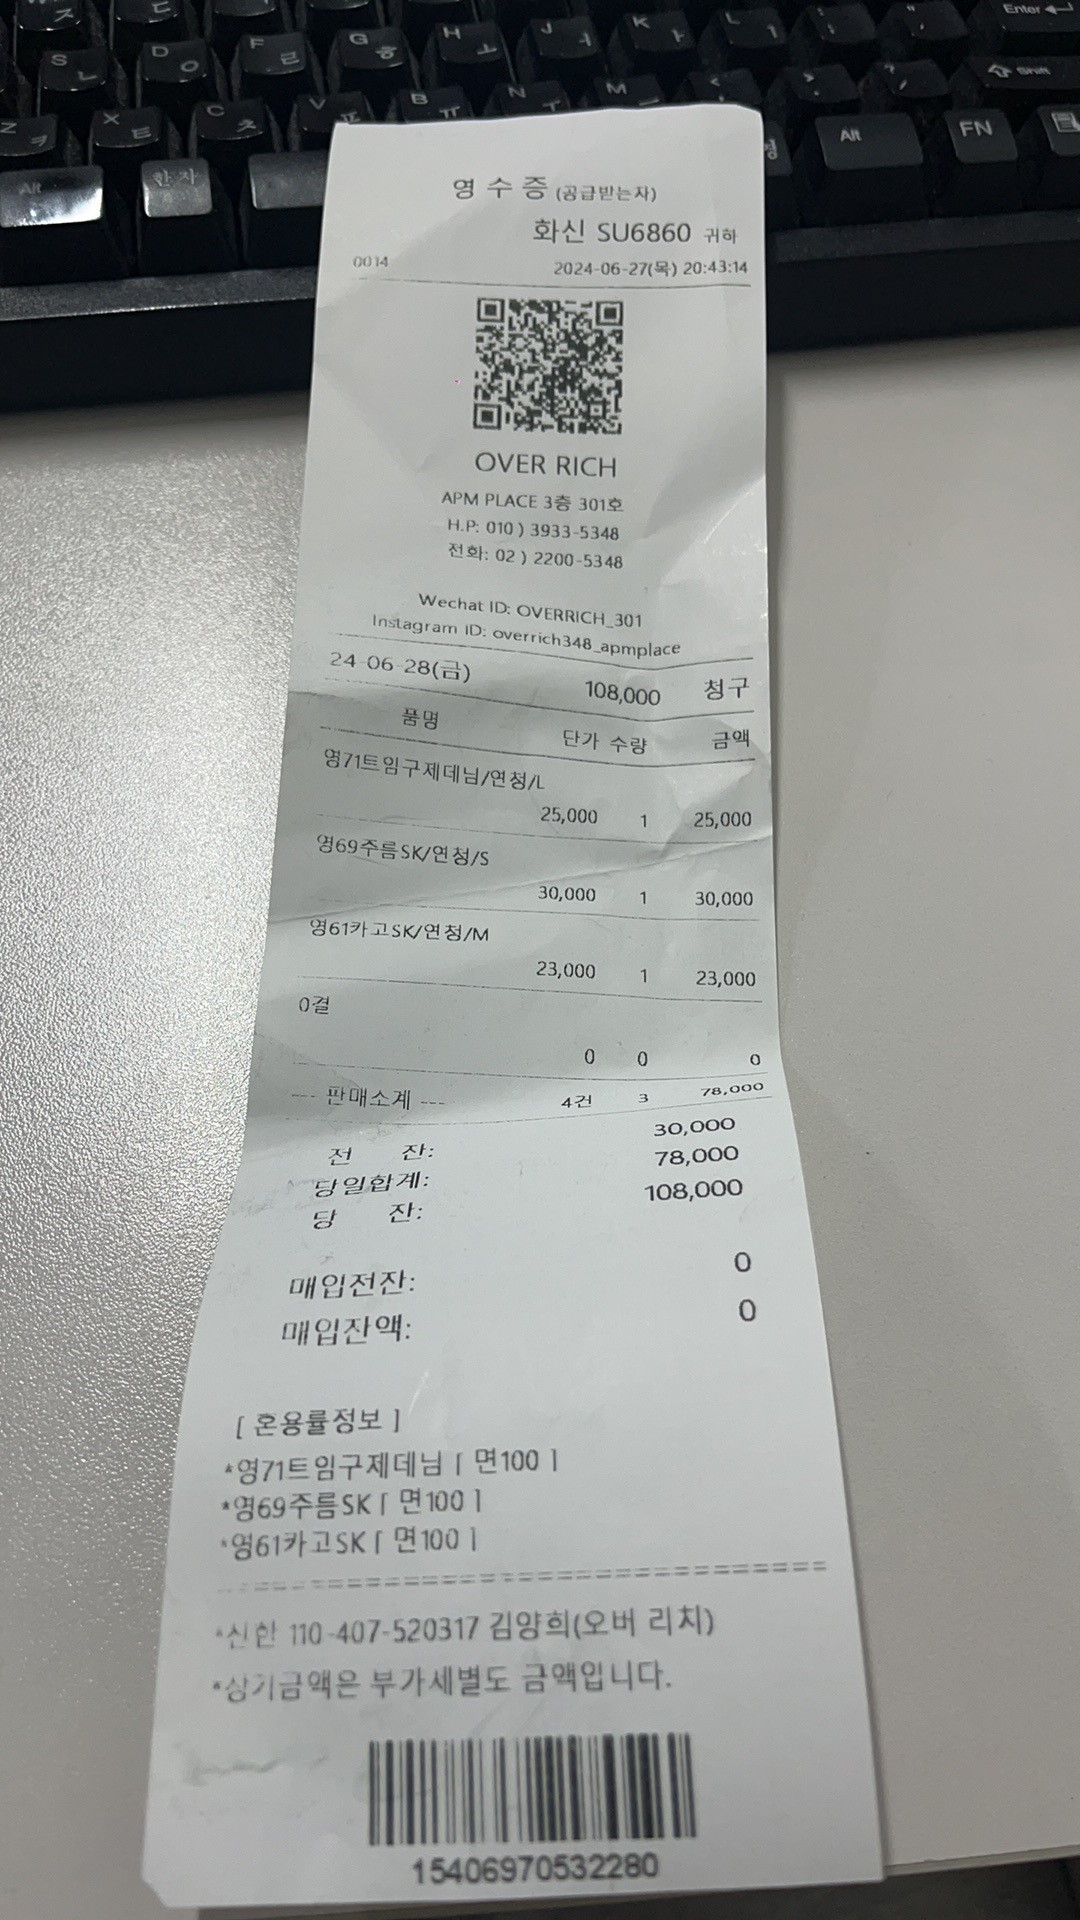 영 수 증 (공급받는자)
화신 SU6860 귀하
0014 2024-06-27(목) 20:43:14
OVER RICH
APM PLACE 3층 301호
H.P: 010 ) 3933-5348
전화: 02 ) 2200-5348
Wechat ID: OVERRICH_301
Instagram ID: overrich348_apmplace
24-06-28(금) 108,000 청구
품명 단가 수량 금액
영71트임구제데님/연청/L
25,000 1 25,000
영69주름SK/연청/S
30,000 1 30,000
영61카고SK/연청/M
23,000 1 23,000
0결
0 0 0
--- 판매소계 --- 4건 3 78,000
전 잔: 30,000
당일합계: 78,000
당 잔: 108,000
매입전잔: 0
매입잔액: 0
[ 혼용률정보 ]
*영71트임구제데님 [ 면100 ]
*영69주름SK [ 면100 ]
*영61카고SK [ 면100 ]
*신한 110-407-520317 김양희(오버 리치)
*상기금액은 부가세별도 금액입니다.
15406970532280
S ㄴ
D ㅇ
F ㄹ
G ㅎ
H ㅗ
J ㅓ
K ㅏ
L ㅣ
Enter
Z ㅋ
X ㅌ
C ㅊ
V ㅍ
B ㅠ
N ㅜ
M ㅡ
Shift
Alt
한자
Alt
FN